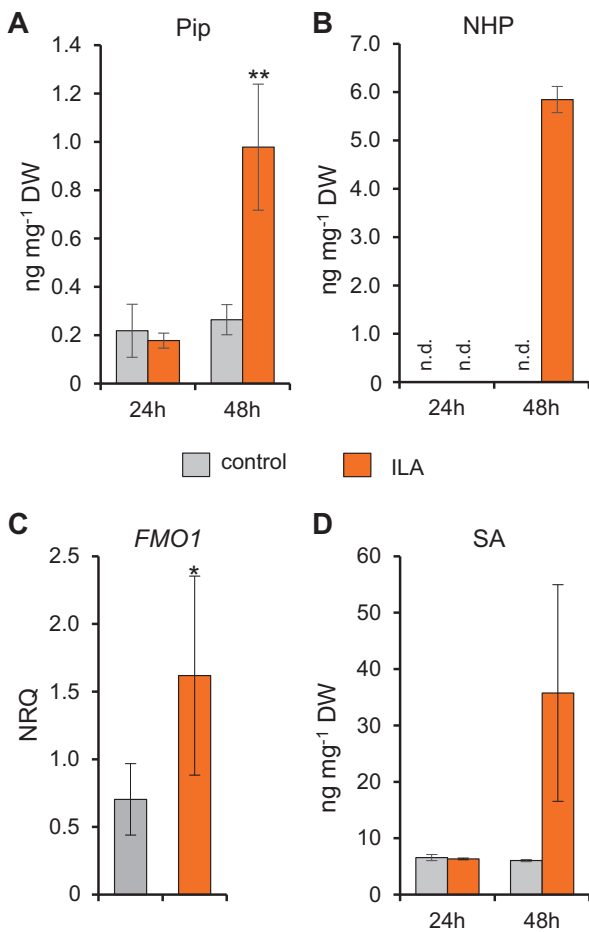 A
Pip
1.4
1.2
1.0
0.8
0.6
0.4
0.2
0
ng mg⁻¹ DW
**
24h
48h
B
NHP
7.0
6.0
5.0
4.0
3.0
2.0
1.0
0
ng mg⁻¹ DW
n.d.
n.d.
n.d.
24h
48h
control
ILA
C
FMO1
2.5
2.0
1.5
1.0
0.5
0
NRQ
*
D
SA
60
50
40
30
20
10
0
ng mg⁻¹ DW
24h
48h